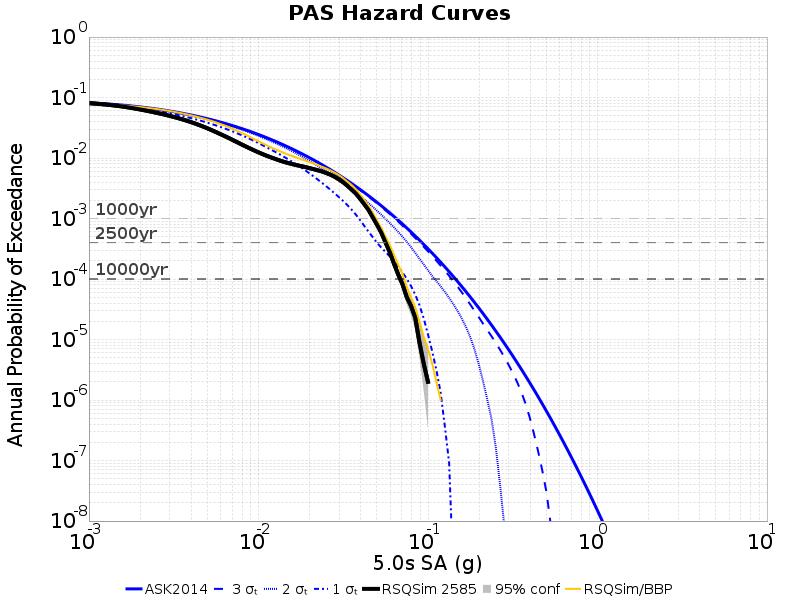 PAS Hazard Curves
Annual Probability of Exceedance
10^0
10^-1
10^-2
10^-3
10^-4
10^-5
10^-6
10^-7
10^-8
1000yr
2500yr
10000yr
10^-3 10^-2 10^-1 10^0 10^1
5.0s SA (g)
ASK2014 3 σₜ 2 σₜ 1 σₜ RSQSim 2585 95% conf RSQSim/BBP